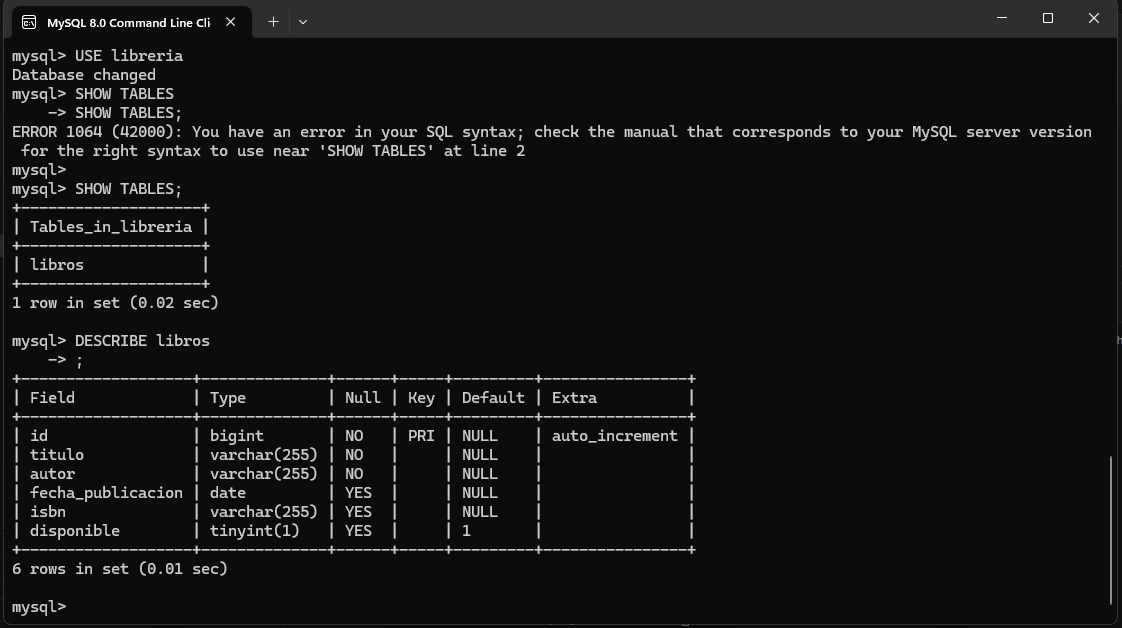 MySQL 8.0 Command Line Cli
mysql> USE libreria
Database changed
mysql> SHOW TABLES
    -> SHOW TABLES;
ERROR 1064 (42000): You have an error in your SQL syntax; check the manual that corresponds to your MySQL server version
 for the right syntax to use near 'SHOW TABLES' at line 2
mysql>
mysql> SHOW TABLES;
+--------------------+
| Tables_in_libreria |
+--------------------+
| libros             |
+--------------------+
1 row in set (0.02 sec)
mysql> DESCRIBE libros
    -> ;
+-------------------+--------------+------+-----+---------+----------------+
| Field             | Type         | Null | Key | Default | Extra          |
+-------------------+--------------+------+-----+---------+----------------+
| id                | bigint       | NO   | PRI | NULL    | auto_increment |
| titulo            | varchar(255) | NO   |     | NULL    |                |
| autor             | varchar(255) | NO   |     | NULL    |                |
| fecha_publicacion | date         | YES  |     | NULL    |                |
| isbn              | varchar(255) | YES  |     | NULL    |                |
| disponible        | tinyint(1)   | YES  |     | 1       |                |
+-------------------+--------------+------+-----+---------+----------------+
6 rows in set (0.01 sec)
mysql>